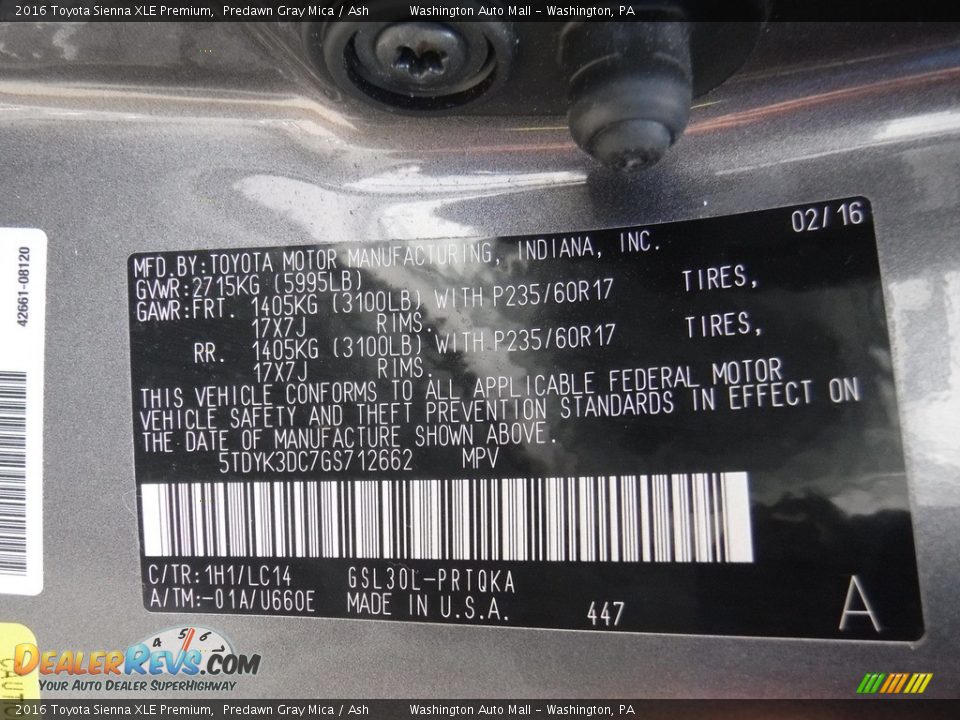 2016 Toyota Sienna XLE Premium, Predawn Gray Mica / Ash Washington Auto Mall - Washington, PA
02/16
MFD.BY:TOYOTA MOTOR MANUFACTURING, INDIANA, INC.
GVWR:2715KG (5995LB)
GAWR:FRT. 1405KG (3100LB) WITH P235/60R17 TIRES,
17X7J RIMS.
RR. 1405KG (3100LB) WITH P235/60R17 TIRES,
17X7J RIMS.
THIS VEHICLE CONFORMS TO ALL APPLICABLE FEDERAL MOTOR
VEHICLE SAFETY AND THEFT PREVENTION STANDARDS IN EFFECT ON
THE DATE OF MANUFACTURE SHOWN ABOVE.
5TDYK3DC7GS712662 MPV
C/TR:1H1/LC14 GSL30L-PRTQKA
A/TM:-01A/U660E MADE IN U.S.A. 447 A
42661-08120
4 5 6
DealerRevs.com
Your Auto Dealer SuperHighway
2016 Toyota Sienna XLE Premium, Predawn Gray Mica / Ash Washington Auto Mall - Washington, PA